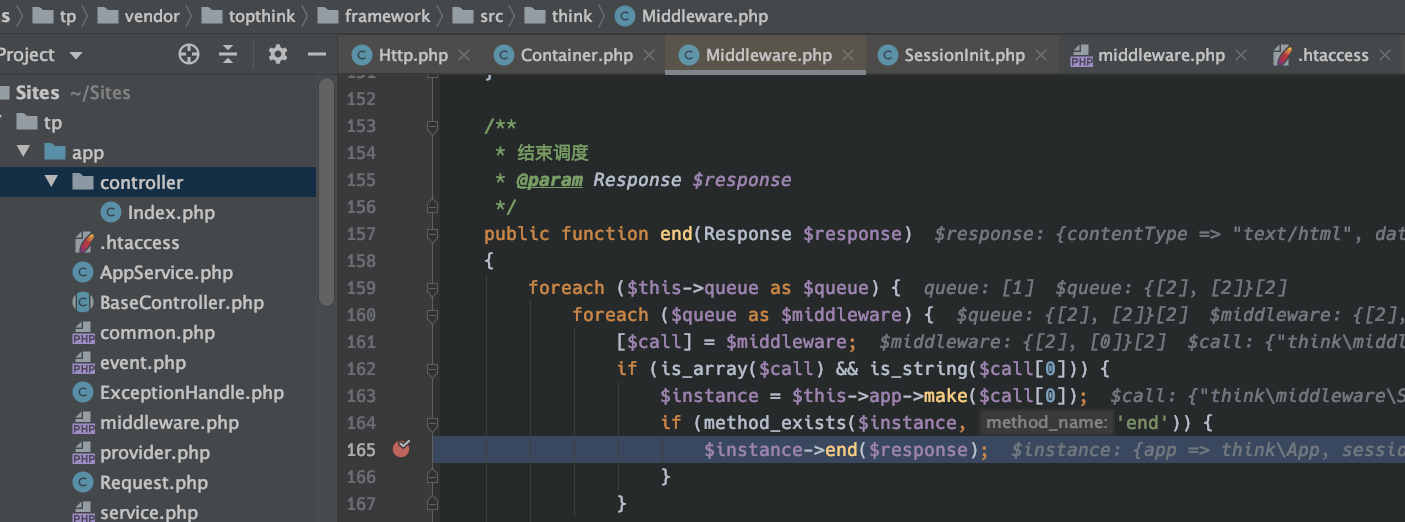 s tp vendor topthink framework src think Middleware.php
Project
Http.php Container.php Middleware.php SessionInit.php middleware.php .htaccess
Sites ~/Sites
tp
app
controller
Index.php
.htaccess
AppService.php
BaseController.php
common.php
event.php
ExceptionHandle.php
middleware.php
provider.php
Request.php
service.php
151 }
152
153 /**
154 * 结束调度
155 * @param Response $response
156 */
157 public function end(Response $response) $response: {contentType => "text/html", dat
158 {
159 foreach ($this->queue as $queue) { queue: [1] $queue: {[2], [2]}[2]
160 foreach ($queue as $middleware) { $queue: {[2], [2]}[2] $middleware: {[2],
161 [$call] = $middleware; $middleware: {[2], [0]}[2] $call: {"think\middl
162 if (is_array($call) && is_string($call[0])) {
163 $instance = $this->app->make($call[0]); $call: {"think\middleware\S
164 if (method_exists($instance, method_name: 'end')) {
165 $instance->end($response); $instance: {app => think\App, sessio
166 }
167 }